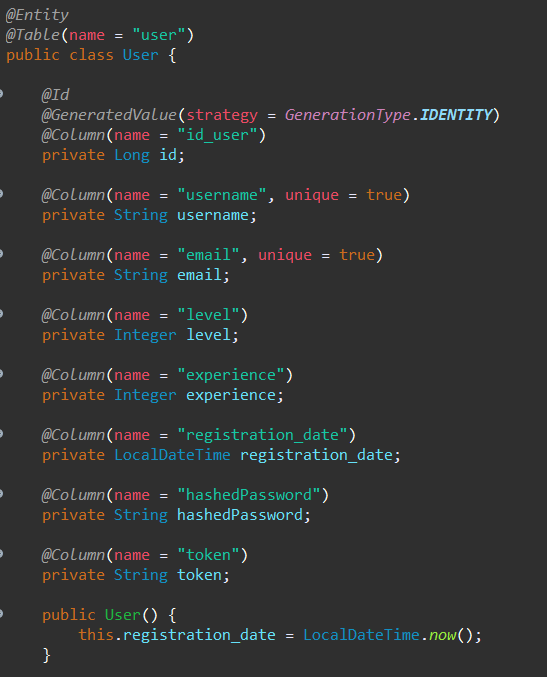 @Entity
@Table(name = "user")
public class User {
@Id
@GeneratedValue(strategy = GenerationType.IDENTITY)
@Column(name = "id_user")
private Long id;
@Column(name = "username", unique = true)
private String username;
@Column(name = "email", unique = true)
private String email;
@Column(name = "level")
private Integer level;
@Column(name = "experience")
private Integer experience;
@Column(name = "registration_date")
private LocalDateTime registration_date;
@Column(name = "hashedPassword")
private String hashedPassword;
@Column(name = "token")
private String token;
public User() {
this.registration_date = LocalDateTime.now();
}